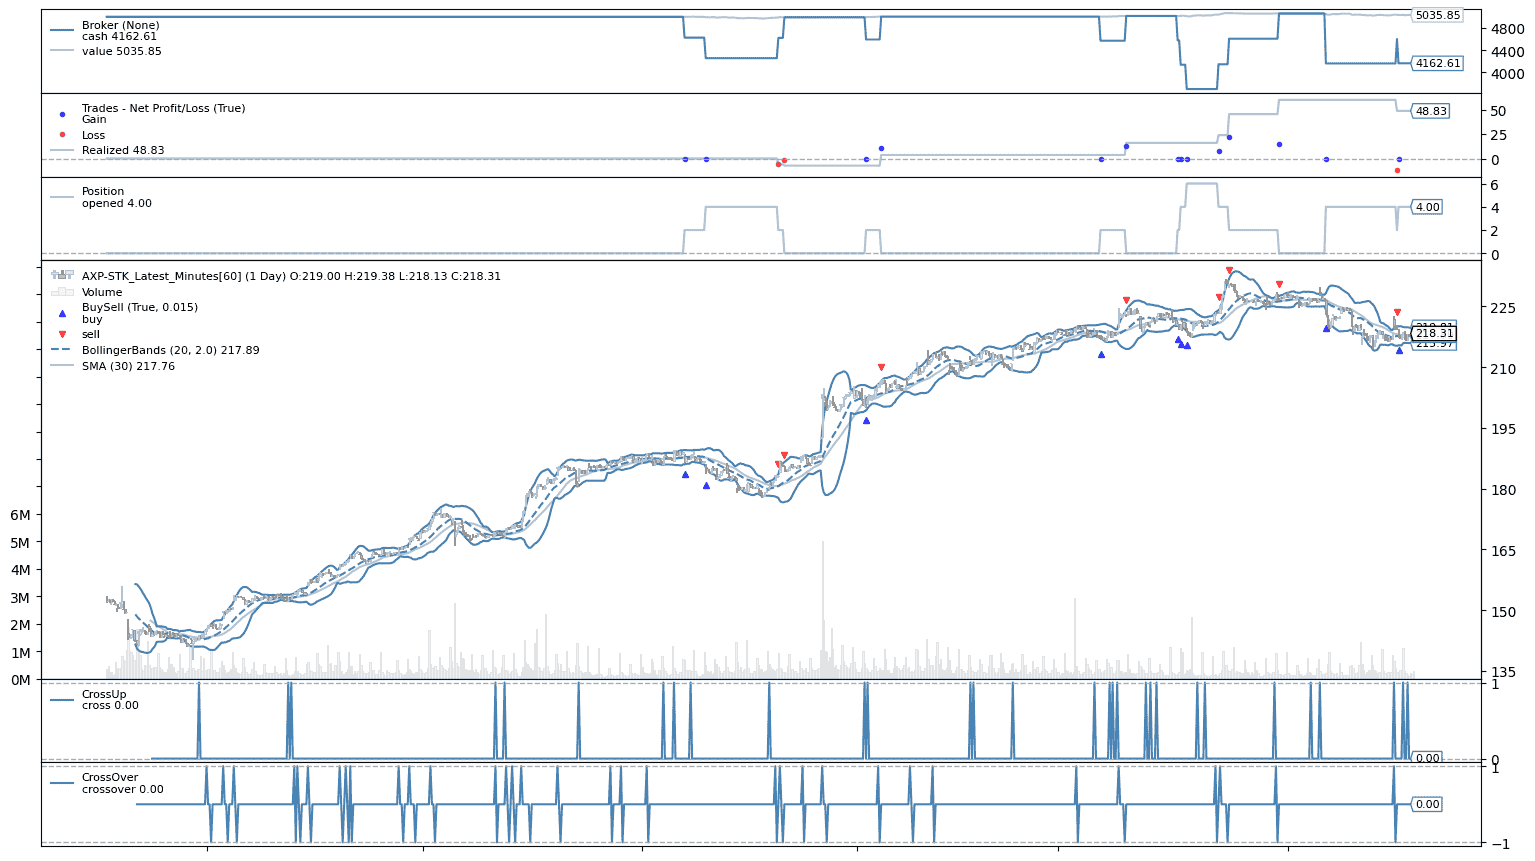 Broker (None)
cash 4162.61
value 5035.85
5035.85
4800
4400
4162.61
4000
Trades - Net Profit/Loss (True)
Gain
Loss
Realized 48.83
50
48.83
25
0
Position
opened 4.00
6
4.00
4
2
0
AXP-STK_Latest_Minutes[60] (1 Day) O:219.00 H:219.38 L:218.13 C:218.31
Volume
BuySell (True, 0.015)
buy
sell
BollingerBands (20, 2.0) 217.89
SMA (30) 217.76
225
218.31
210
195
180
165
150
135
6M
5M
4M
3M
2M
1M
0M
CrossUp
cross 0.00
1
0.00
0
CrossOver
crossover 0.00
1
0.00
−1